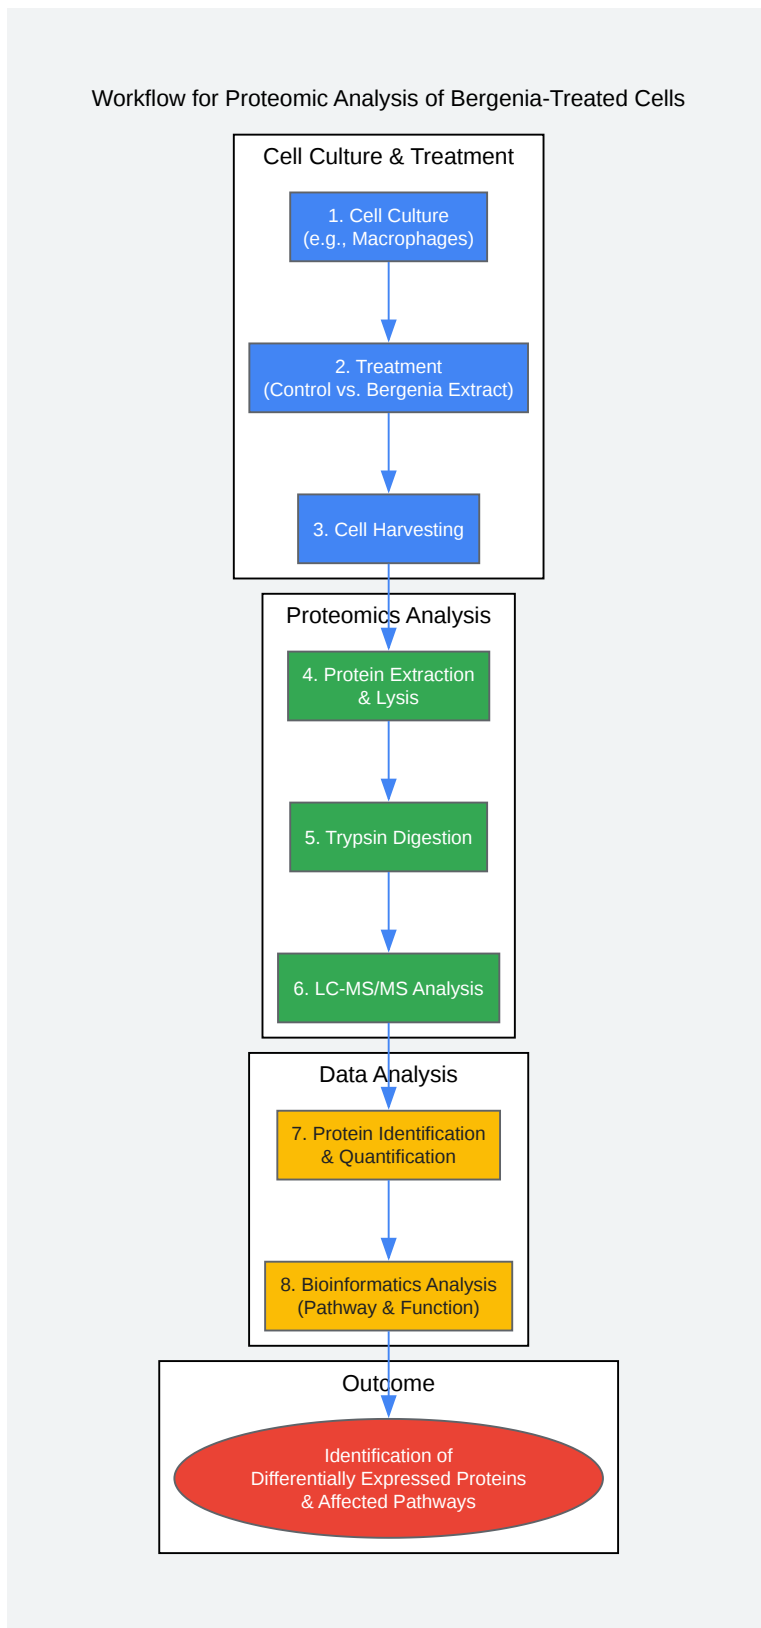 Workflow for Proteomic Analysis of Bergenia-Treated Cells
Cell Culture & Treatment
1. Cell Culture
(e.g., Macrophages)
2. Treatment
(Control vs. Bergenia Extract)
3. Cell Harvesting
Proteomics Analysis
4. Protein Extraction
& Lysis
5. Trypsin Digestion
6. LC-MS/MS Analysis
Data Analysis
7. Protein Identification
& Quantification
8. Bioinformatics Analysis
(Pathway & Function)
Outcome
Identification of
Differentially Expressed Proteins
& Affected Pathways